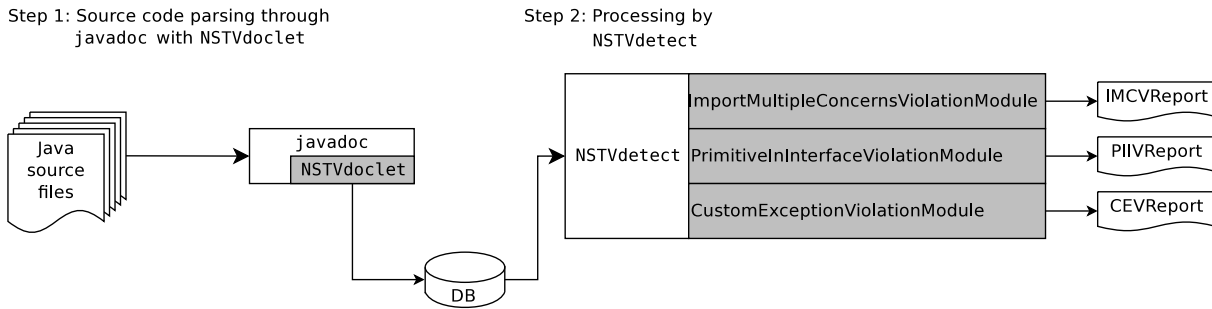 Step 1: Source code parsing through
javadoc with NSTVdoclet
Step 2: Processing by
NSTVdetect
Java
source
files
javadoc
NSTVdoclet
DB
NSTVdetect
ImportMultipleConcernsViolationModule
PrimitiveInInterfaceViolationModule
CustomExceptionViolationModule
IMCVReport
PIIVReport
CEVReport